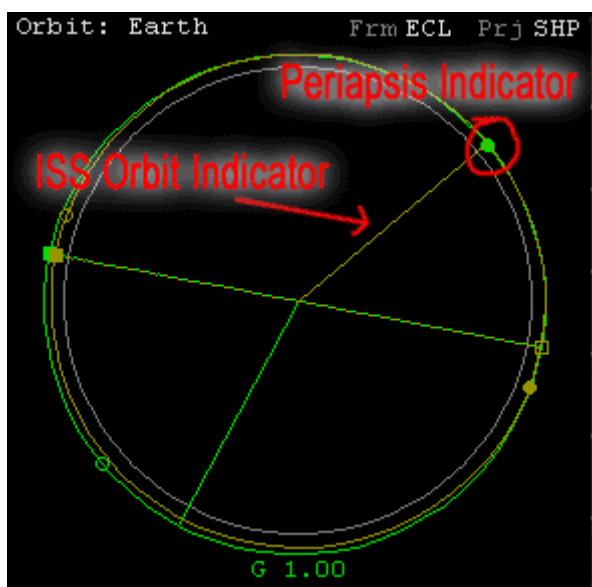 Orbit: Earth Frm ECL Prj SHP
Periapsis Indicator
ISS Orbit Indicator
G 1.00